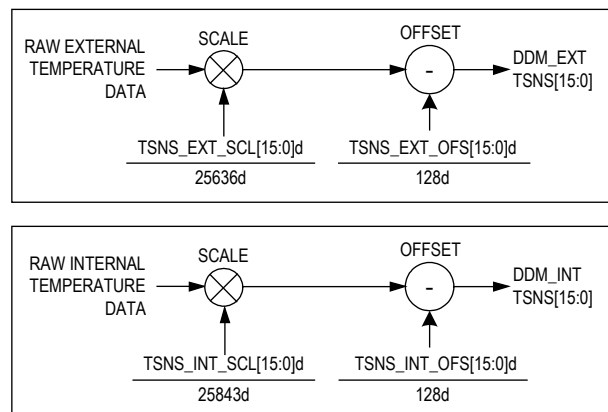 SCALE
OFFSET
RAW EXTERNAL
TEMPERATURE
DATA
-
DDM_EXT
TSNS[15:0]
TSNS_EXT_SCL[15:0]d
25636d
TSNS_EXT_OFS[15:0]d
128d
SCALE
OFFSET
RAW INTERNAL
TEMPERATURE
DATA
-
DDM_INT
TSNS[15:0]
TSNS_INT_SCL[15:0]d
25843d
TSNS_INT_OFS[15:0]d
128d